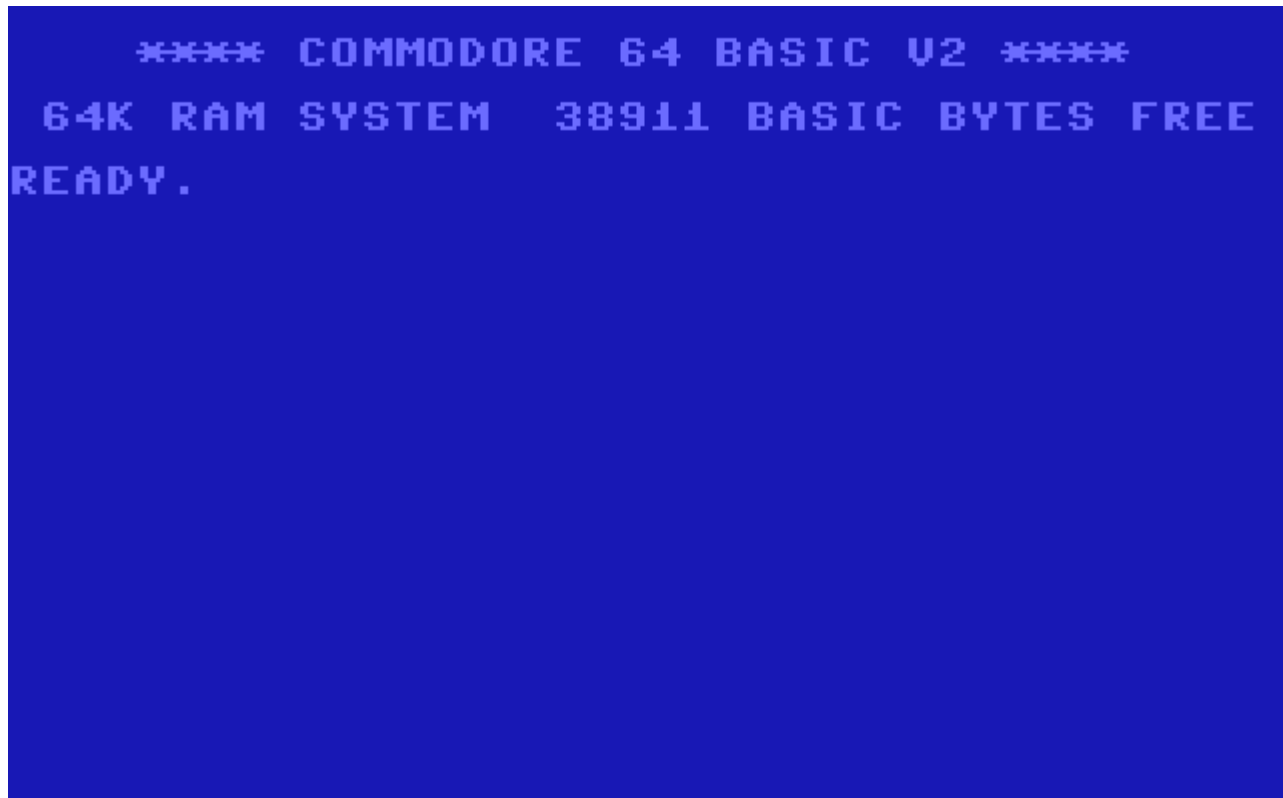 **** COMMODORE 64 BASIC V2 ****
64K RAM SYSTEM  38911 BASIC BYTES FREE
READY.